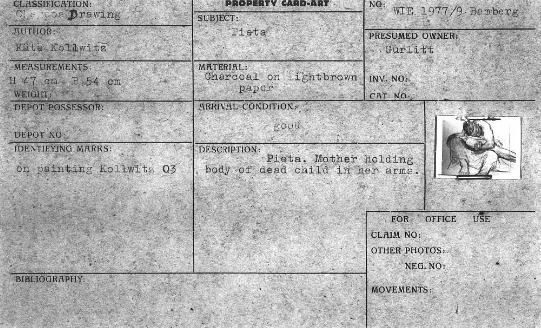 CLASSIFICATION:
Drawing
PROPERTY CARD-ART
SUBJECT:
Pieta
NO:
WIE 1977/9 Bamberg
AUTHOR:
Käte Kollwitz
PRESUMED OWNER:
Gurlitt
MEASUREMENTS:
H 47 cm B 54 cm
WEIGHT:
MATERIAL:
Charcoal on lightbrown
paper
INV. NO:
CAT. NO.
DEPOT POSSESSOR:
DEPOT NO
ARRIVAL CONDITION:
good
IDENTIFYING MARKS:
on painting Kollwitz 03
DESCRIPTION:
Pieta. Mother holding
body of dead child in her arms.
FOR OFFICE USE
CLAIM NO:
OTHER PHOTOS:
NEG. NO:
MOVEMENTS:
BIBLIOGRAPHY: